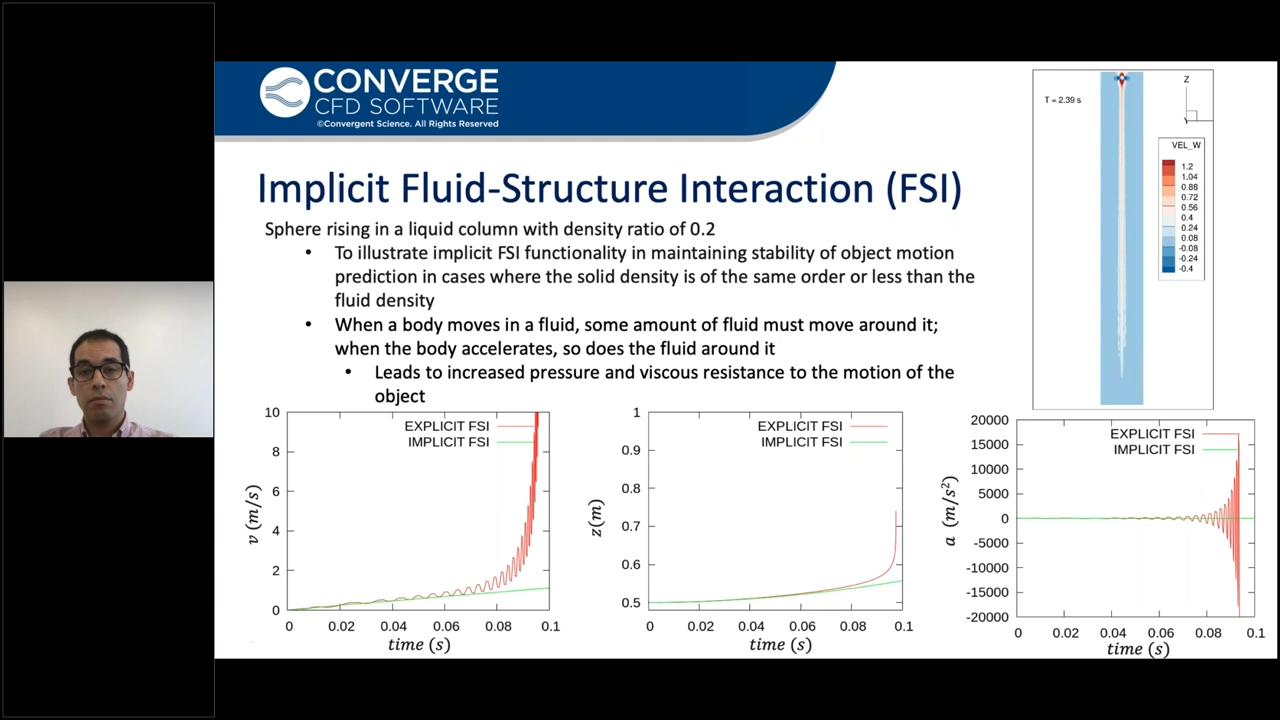 CONVERGE
CFD SOFTWARE
©Convergent Science. All Rights Reserved
Implicit Fluid-Structure Interaction (FSI)
Sphere rising in a liquid column with density ratio of 0.2
• To illustrate implicit FSI functionality in maintaining stability of object motion
prediction in cases where the solid density is of the same order or less than the
fluid density
• When a body moves in a fluid, some amount of fluid must move around it;
when the body accelerates, so does the fluid around it
• Leads to increased pressure and viscous resistance to the motion of the
object
T = 2.39 s
Z
Y
VEL_W
1.2
1.04
0.88
0.72
0.56
0.4
0.24
0.08
-0.08
-0.24
-0.4
EXPLICIT FSI
IMPLICIT FSI
10
8
6
4
2
0
v (m/s)
0 0.02 0.04 0.06 0.08 0.1
time (s)
EXPLICIT FSI
IMPLICIT FSI
1
0.9
0.8
0.7
0.6
0.5
z(m)
0 0.02 0.04 0.06 0.08 0.1
time (s)
EXPLICIT FSI
IMPLICIT FSI
20000
15000
10000
5000
0
-5000
-10000
-15000
-20000
a (m/s²)
0 0.02 0.04 0.06 0.08 0.1
time (s)